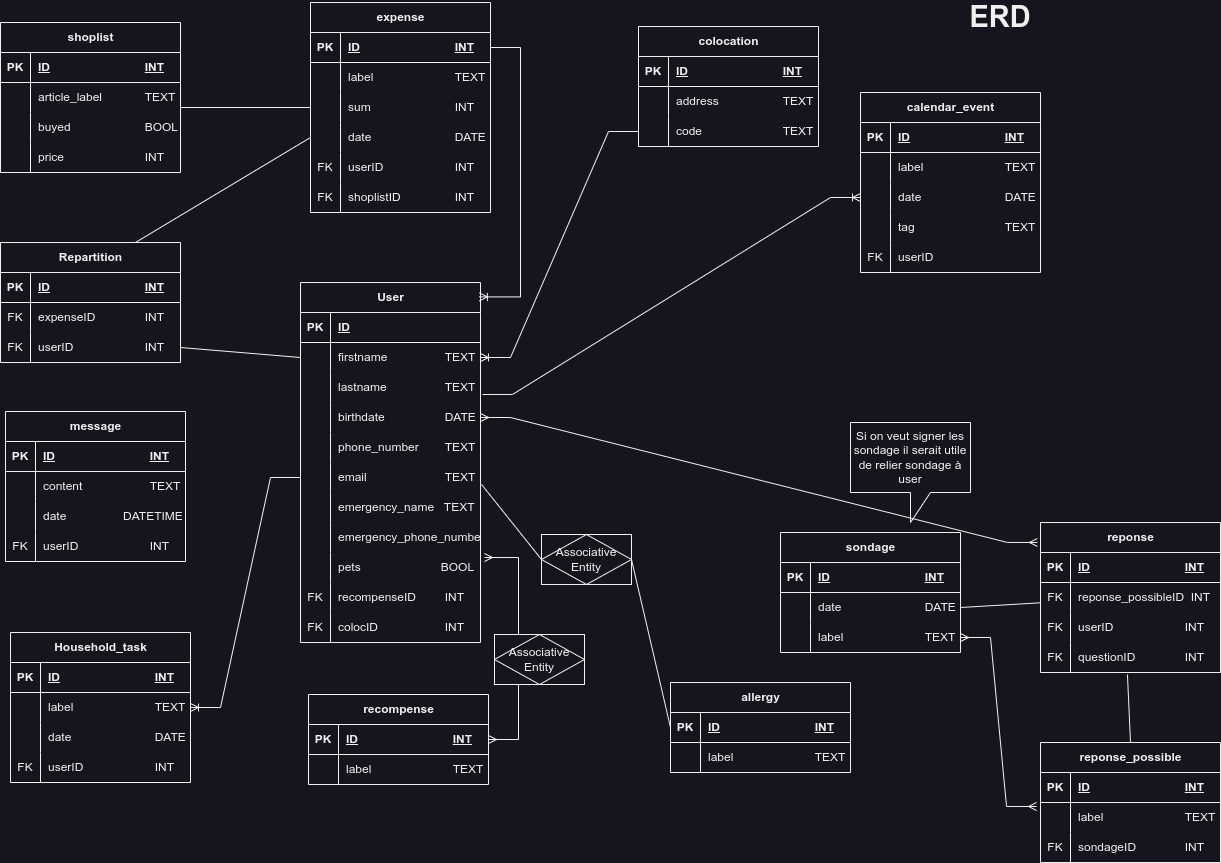 ERD
shoplist
PK ID INT
article_label TEXT
buyed BOOL
price INT
expense
PK ID INT
label TEXT
sum INT
date DATE
FK userID INT
FK shoplistID INT
colocation
PK ID INT
address TEXT
code TEXT
calendar_event
PK ID INT
label TEXT
date DATE
tag TEXT
FK userID
Repartition
PK ID INT
FK expenseID INT
FK userID INT
User
PK ID
firstname TEXT
lastname TEXT
birthdate DATE
phone_number TEXT
email TEXT
emergency_name TEXT
emergency_phone_numbe
pets BOOL
FK recompenseID INT
FK colocID INT
message
PK ID INT
content TEXT
date DATETIME
FK userID INT
Si on veut signer les
sondage il serait utile
de relier sondage à
user
Associative
Entity
sondage
PK ID INT
date DATE
label TEXT
reponse
PK ID INT
FK reponse_possibleID INT
FK userID INT
FK questionID INT
Household_task
PK ID INT
label TEXT
date DATE
FK userID INT
Associative
Entity
recompense
PK ID INT
label TEXT
allergy
PK ID INT
label TEXT
reponse_possible
PK ID INT
label TEXT
FK sondageID INT